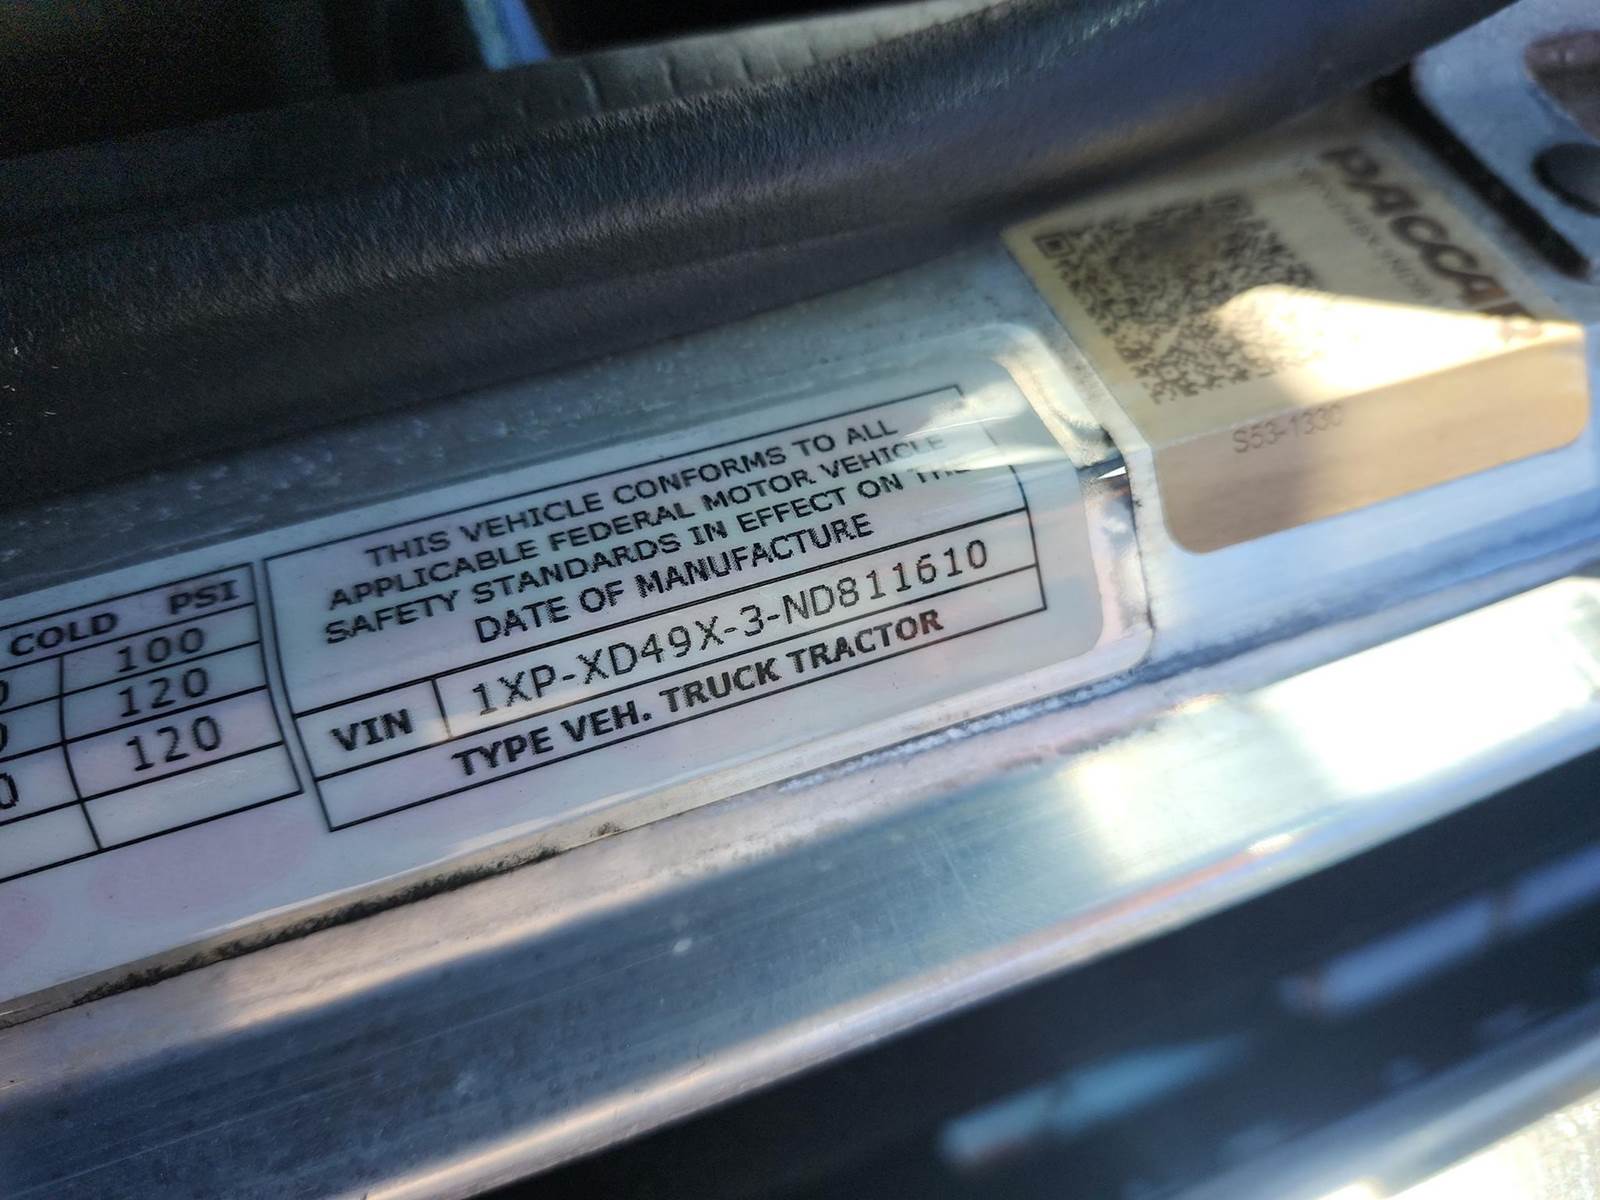 COLD PSI
100
120
120
THIS VEHICLE CONFORMS TO ALL
APPLICABLE FEDERAL MOTOR VEHICLE
SAFETY STANDARDS IN EFFECT ON THE
DATE OF MANUFACTURE
VIN 1XP-XD49X-3-ND811610
TYPE VEH. TRUCK TRACTOR
PACCAR
S53-133C